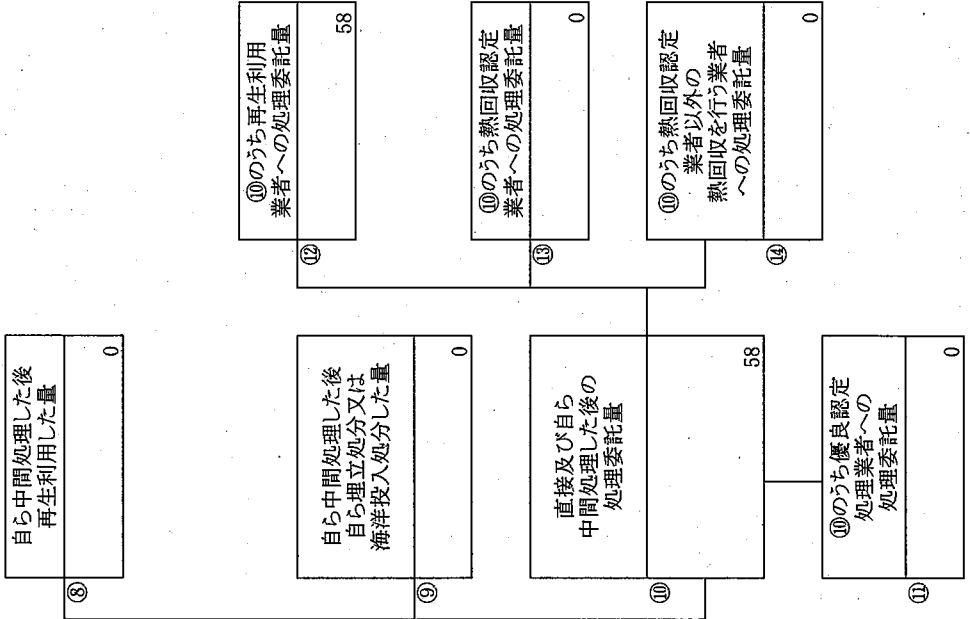 ⑧
自ら中間処理した後
再生利用した量
0
⑨
自ら中間処理した後
自ら埋立処分又は
海洋投入処分した量
0
⑩
直接及び自ら
中間処理した後の
処理委託量
58
⑪
⑩のうち優良認定
処理業者への
処理委託量
0
⑫
⑩のうち再生利用
業者への処理委託量
58
⑬
⑩のうち熱回収認定
業者への処理委託量
0
⑭
⑩のうち熱回収認定
業者以外の
熱回収を行う業者
への処理委託量
0